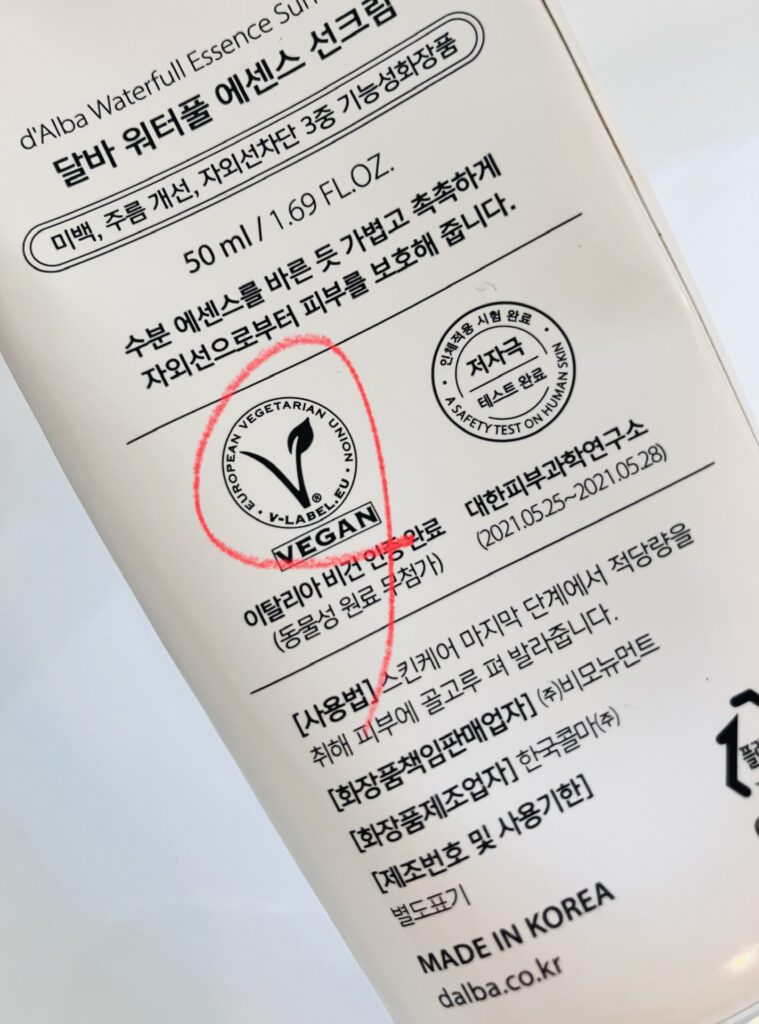 d'Alba Waterfull Essence Sun
달바 워터풀 에센스 선크림
미백, 주름 개선, 자외선차단 3중 기능성화장품
50 ml / 1.69 FL.OZ.
수분 에센스를 바른 듯 가볍고 촉촉하게
자외선으로부터 피부를 보호해 줍니다.
EUROPEAN VEGETARIAN UNION
· V-LABEL.EU ·
®
VEGAN
이탈리아 비건 인증 완료
(동물성 원료 무첨가)
· 인체적용 시험 완료 ·
저자극
테스트 완료
A SAFETY TEST ON HUMAN SKIN
대한피부과학연구소
(2021.05.25~2021.05.28)
[사용법] 스킨케어 마지막 단계에서 적당량을
취해 피부에 골고루 펴 발라줍니다.
[화장품책임판매업자] (주)비모뉴먼트
[화장품제조업자] 한국콜마(주)
[제조번호 및 사용기한]
별도표기
MADE IN KOREA
dalba.co.kr